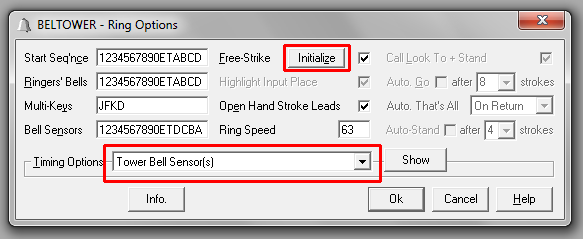 BELTOWER - Ring Options
Start Seq'nce 1234567890ETABCD Free-Strike Initialize Call Look To + Stand
Ringers' Bells 1234567890ETABCD Highlight Input Place Auto. Go after 8 strokes
Multi-Keys JFKD Open Hand Stroke Leads Auto. That's All On Return
Bell Sensors 1234567890ETDCBA Ring Speed 63 Auto-Stand after 4 strokes
Timing Options Tower Bell Sensor(s) Show
Info. Ok Cancel Help